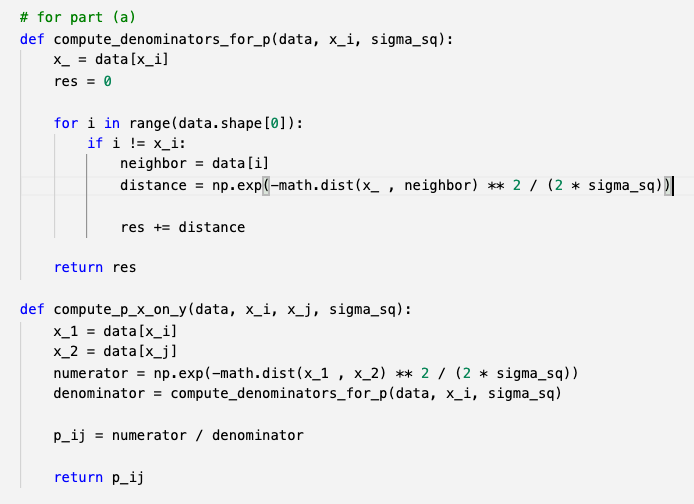 # for part (a)
def compute_denominators_for_p(data, x_i, sigma_sq):
    x_ = data[x_i]
    res = 0
    for i in range(data.shape[0]):
        if i != x_i:
            neighbor = data[i]
            distance = np.exp(-math.dist(x_ , neighbor) ** 2 / (2 * sigma_sq))
            res += distance
    return res
def compute_p_x_on_y(data, x_i, x_j, sigma_sq):
    x_1 = data[x_i]
    x_2 = data[x_j]
    numerator = np.exp(-math.dist(x_1 , x_2) ** 2 / (2 * sigma_sq))
    denominator = compute_denominators_for_p(data, x_i, sigma_sq)
    p_ij = numerator / denominator
    return p_ij